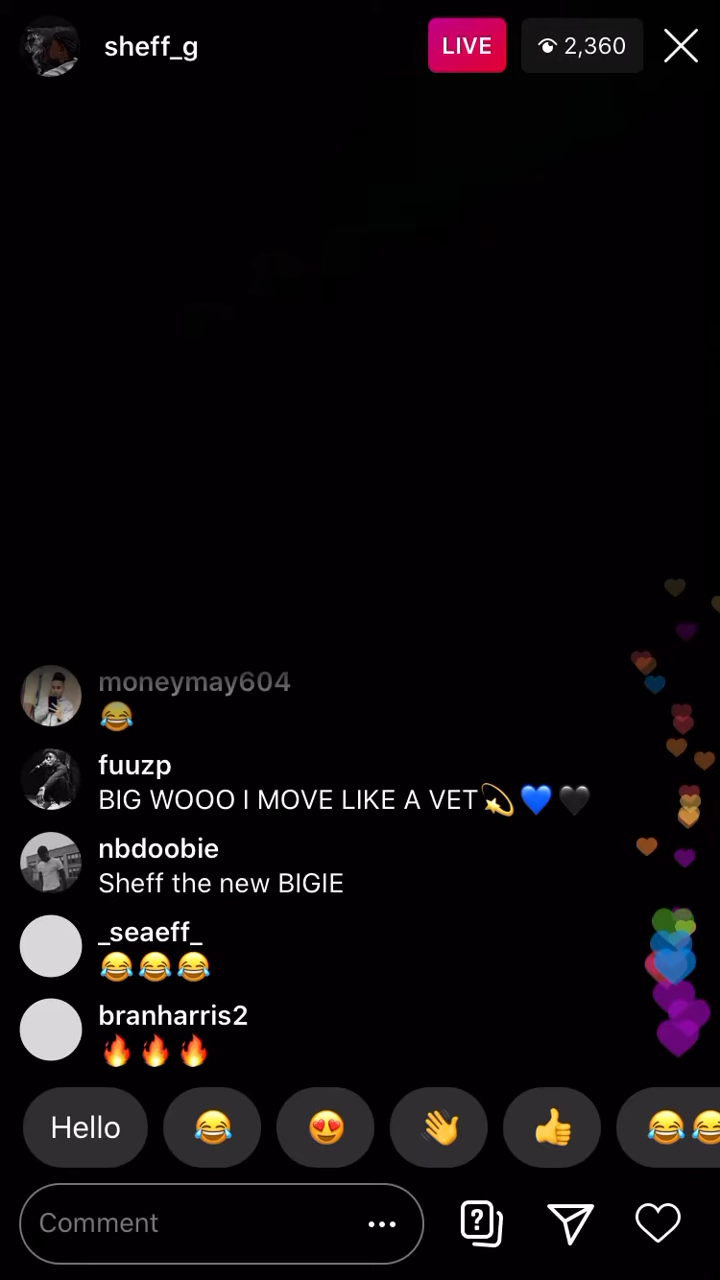 sheff_g
LIVE
2,360
moneymay604
😂
fuuzp
BIG WOOO I MOVE LIKE A VET💫💙🖤
nbdoobie
Sheff the new BIGIE
_seaeff_
😂😂😂
branharris2
🔥🔥🔥
Hello 😂 😍 👋 👍 😂😂
Comment